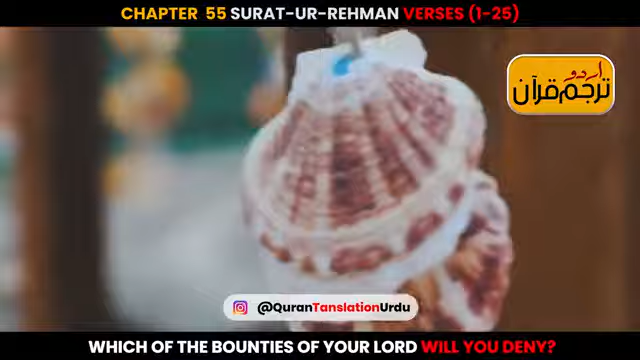 CHAPTER 55 SURAT-UR-REHMAN VERSES (1-25)
اردو
ترجمہ قرآن
@QuranTanslationUrdu
WHICH OF THE BOUNTIES OF YOUR LORD WILL YOU DENY?